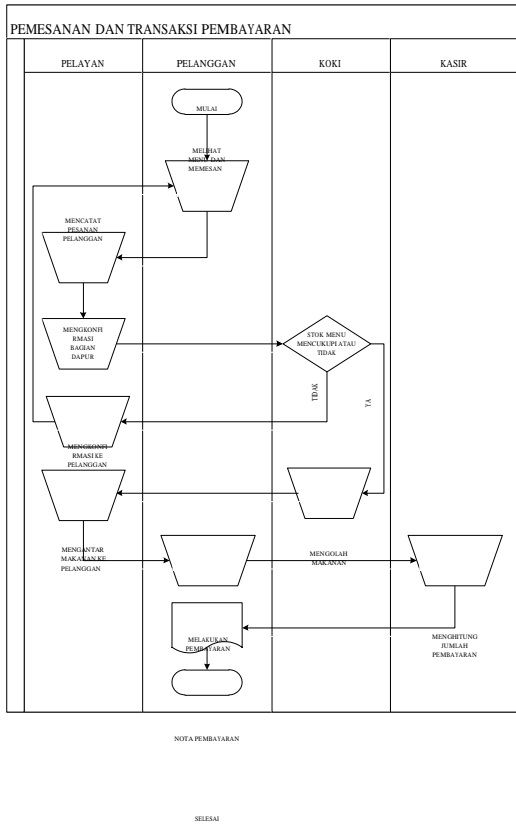 PEMESANAN DAN TRANSAKSI PEMBAYARAN
PELAYAN
PELANGGAN
KOKI
KASIR
MULAI
MELIHAT
MENU DAN
MEMESAN
MENCATAT
PESANAN
PELANGGAN
MENGKONFI
RMASI
BAGIAN
DAPUR
STOK MENU
MENCUKUPI ATAU
TIDAK
TIDAK
YA
MENGKONFI
RMASI KE
PELANGGAN
MENGANTAR
MAKANAN KE
PELANGGAN
MENGOLAH
MAKANAN
MELAKUKAN
PEMBAYARAN
MENGHITUNG
JUMLAH
PEMBAYARAN
NOTA PEMBAYARAN
SELESAI